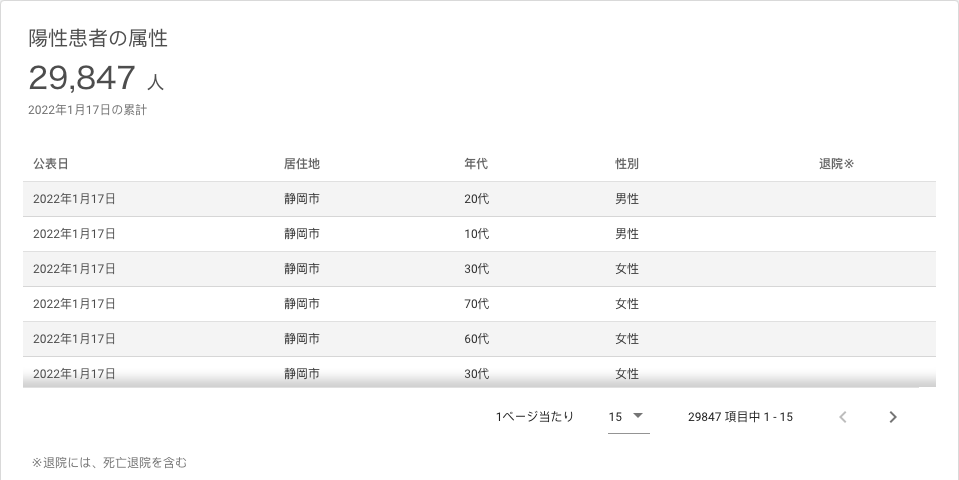 陽性患者の属性
29,847 人
2022年1月17日の累計
公表日 居住地 年代 性別 退院※
2022年1月17日 静岡市 20代 男性
2022年1月17日 静岡市 10代 男性
2022年1月17日 静岡市 30代 女性
2022年1月17日 静岡市 70代 女性
2022年1月17日 静岡市 60代 女性
2022年1月17日 静岡市 30代 女性
1ページ当たり 15 29847 項目中 1 - 15
※退院には、死亡退院を含む